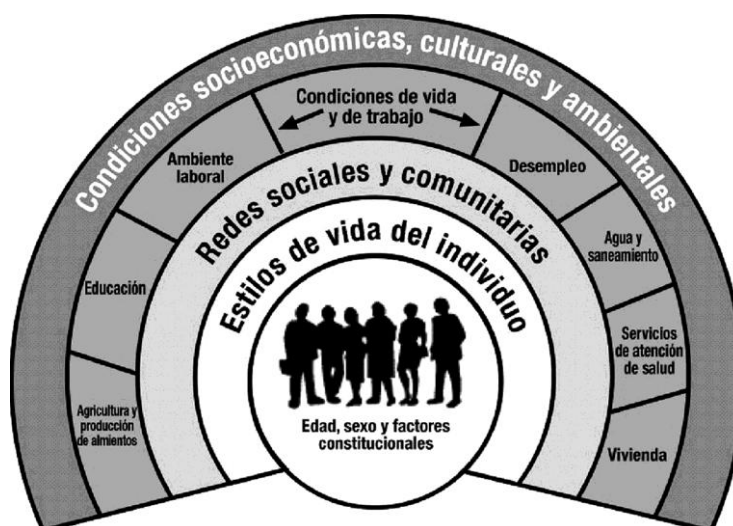 Condiciones socioeconómicas, culturales y ambientales
Condiciones de vida
y de trabajo
Ambiente
laboral
Desempleo
Redes sociales y comunitarias
Agua y
saneamiento
Educación
Estilos de vida del individuo
Servicios
de atención
de salud
Agricultura y
producción
de almientos
Edad, sexo y factores
constitucionales
Vivienda